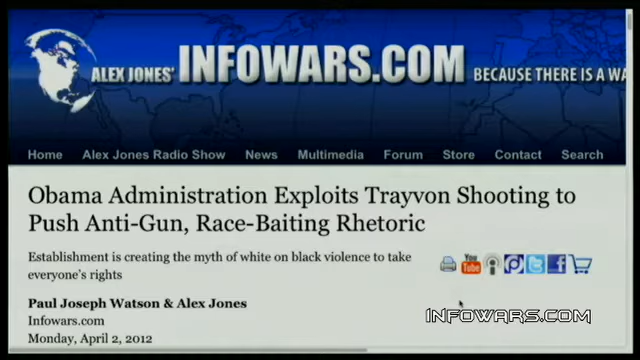 ALEX JONES' INFOWARS.COM BECAUSE THERE IS A WA
Home Alex Jones Radio Show News Multimedia Forum Store Contact Search
Obama Administration Exploits Trayvon Shooting to
Push Anti-Gun, Race-Baiting Rhetoric
Establishment is creating the myth of white on black violence to take
everyone's rights
You Tube
Paul Joseph Watson & Alex Jones
Infowars.com
Monday, April 2, 2012
INFOWARS.COM